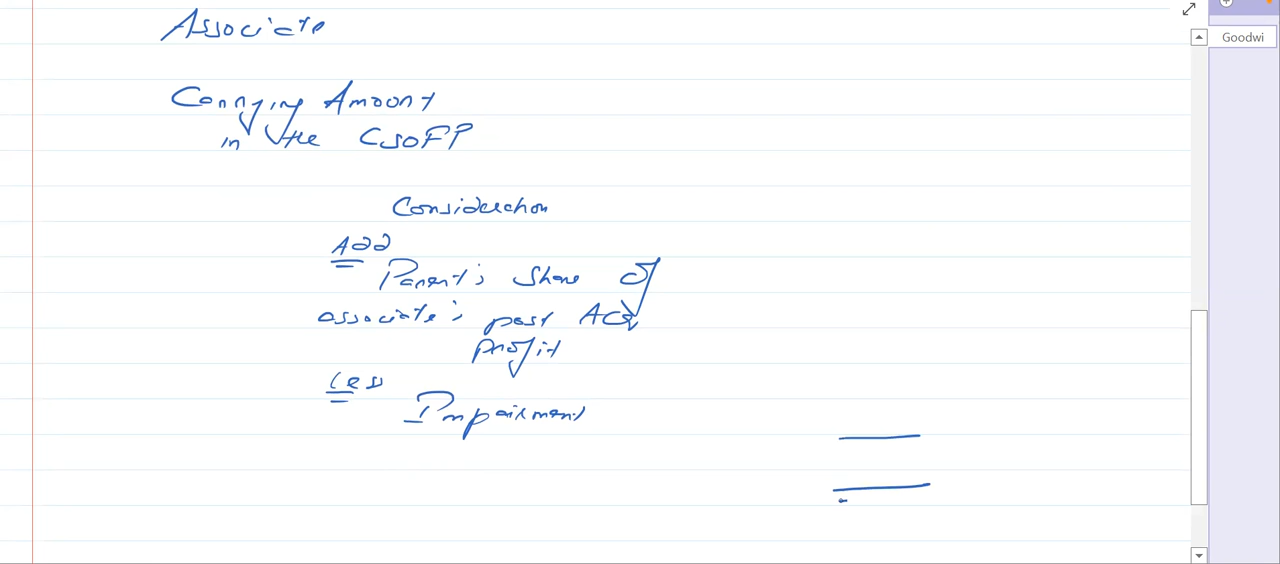 Associate
Goodwi
Carrying Amount
in the CSOFP
Consideration
Add
Parent's Share of
associate's post ACQ
profit
Less
Impairment